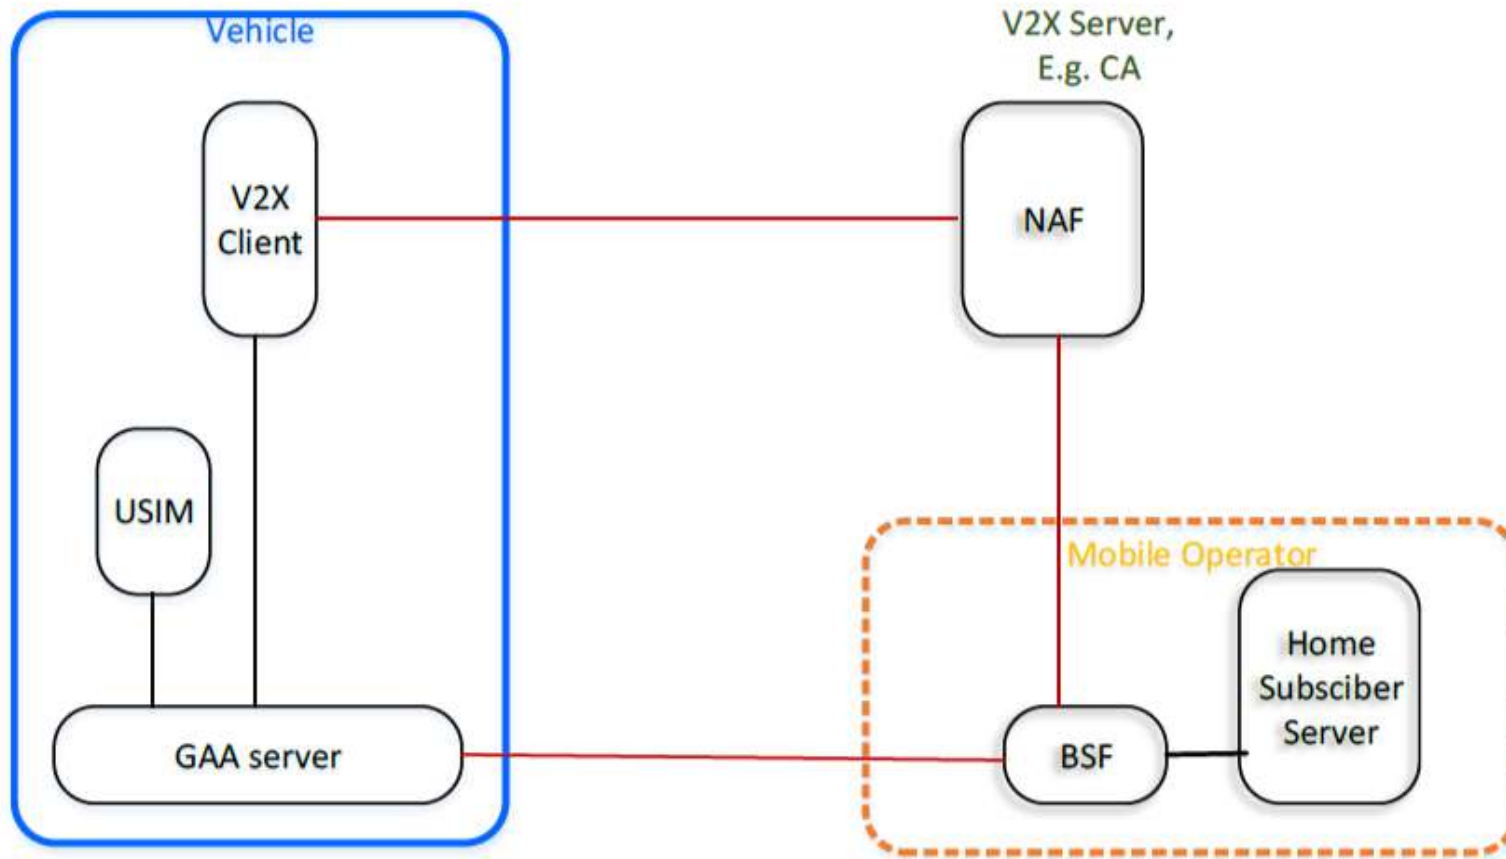 Vehicle
V2X Server,
E.g. CA
V2X
Client
NAF
USIM
Mobile Operator
Home
Subsciber
Server
GAA server
BSF